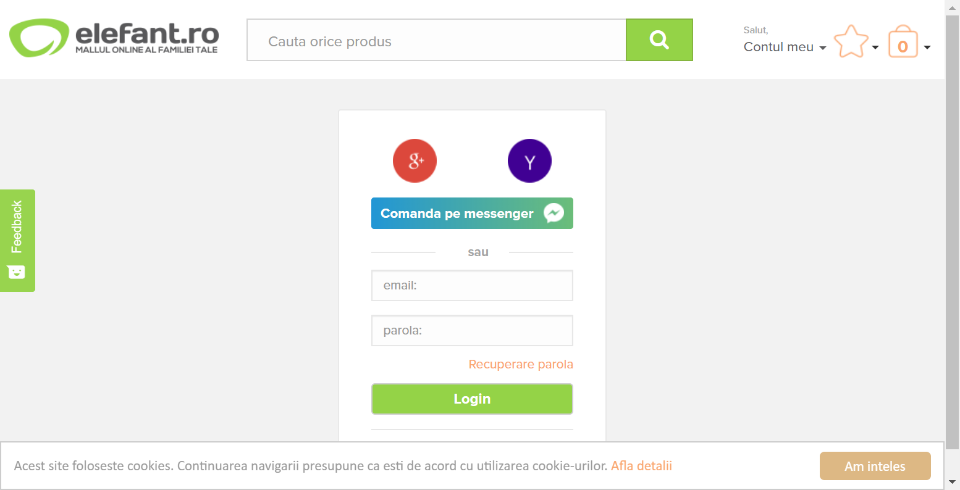 elefant.ro
MALLUL ONLINE AL FAMILIEI TALE
Cauta orice produs
Salut,
Contul meu
0
g+
Y
Comanda pe messenger
Feedback
sau
email:
parola:
Recuperare parola
Login
Acest site foloseste cookies. Continuarea navigarii presupune ca esti de acord cu utilizarea cookie-urilor. Afla detalii
Am inteles